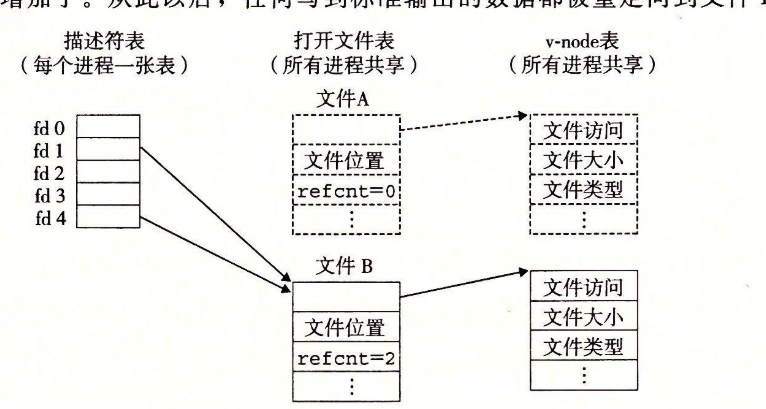 增加了。从此以后，任何写到标准输出的数据都被重定向到文件
描述符表
（每个进程一张表）
打开文件表
（所有进程共享）
v-node表
（所有进程共享）
文件A
fd 0
fd 1
fd 2
fd 3
fd 4
文件位置
refcnt=0
⋮
文件访问
文件大小
文件类型
⋮
文件 B
文件位置
refcnt=2
⋮
文件访问
文件大小
文件类型
⋮